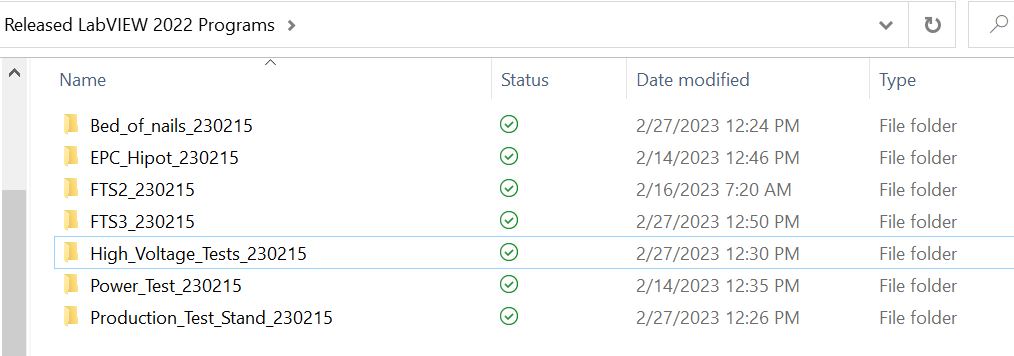 Released LabVIEW 2022 Programs
Name Status Date modified Type
Bed_of_nails_230215 2/27/2023 12:24 PM File folder
EPC_Hipot_230215 2/14/2023 12:46 PM File folder
FTS2_230215 2/16/2023 7:20 AM File folder
FTS3_230215 2/27/2023 12:50 PM File folder
High_Voltage_Tests_230215 2/27/2023 12:30 PM File folder
Power_Test_230215 2/14/2023 12:35 PM File folder
Production_Test_Stand_230215 2/27/2023 12:26 PM File folder